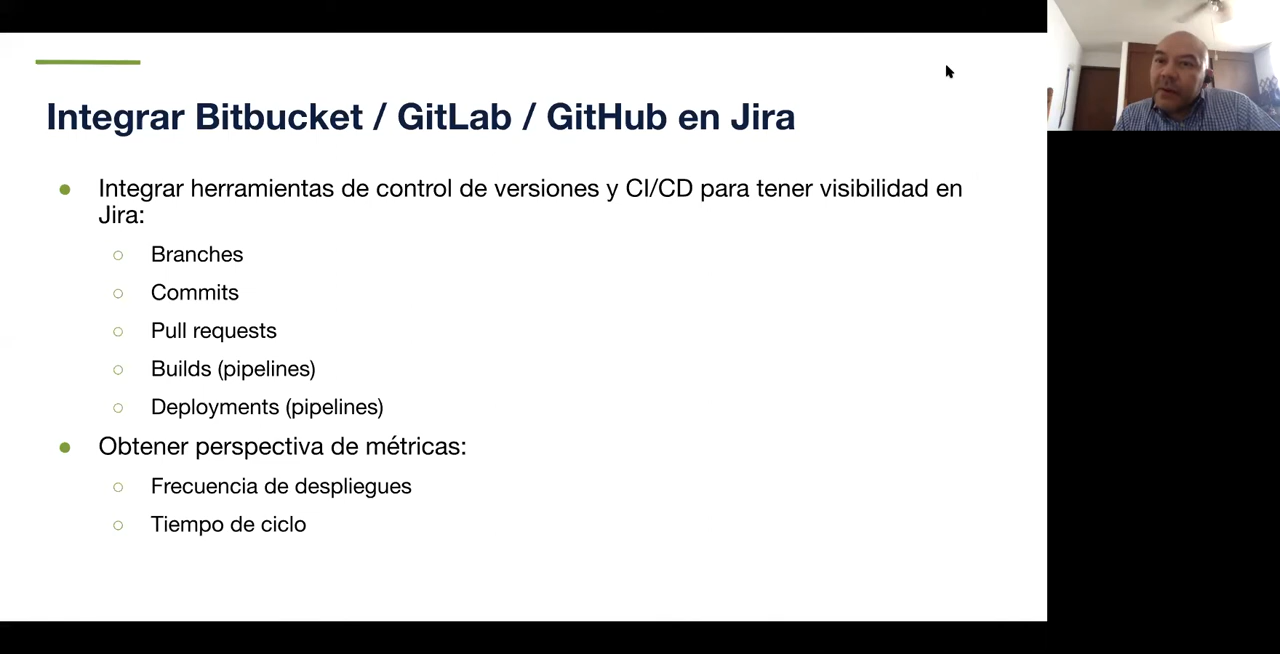 Integrar Bitbucket / GitLab / GitHub en Jira
Integrar herramientas de control de versiones y CI/CD para tener visibilidad en
Jira:
Branches
Commits
Pull requests
Builds (pipelines)
Deployments (pipelines)
Obtener perspectiva de métricas:
Frecuencia de despliegues
Tiempo de ciclo